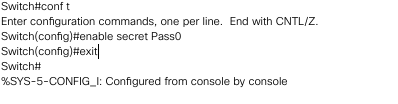 Switch#conf t
Enter configuration commands, one per line.  End with CNTL/Z.
Switch(config)#enable secret Pass0
Switch(config)#exit
Switch#
%SYS-5-CONFIG_I: Configured from console by console